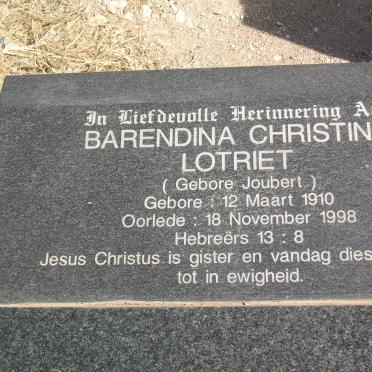 In Liefdevolle Herinnering A
BARENDINA CHRISTIN
LOTRIET
( Gebore Joubert )
Gebore : 12 Maart 1910
Oorlede : 18 November 1998
Hebreërs 13 : 8
Jesus Christus is gister en vandag dies
tot in ewigheid.